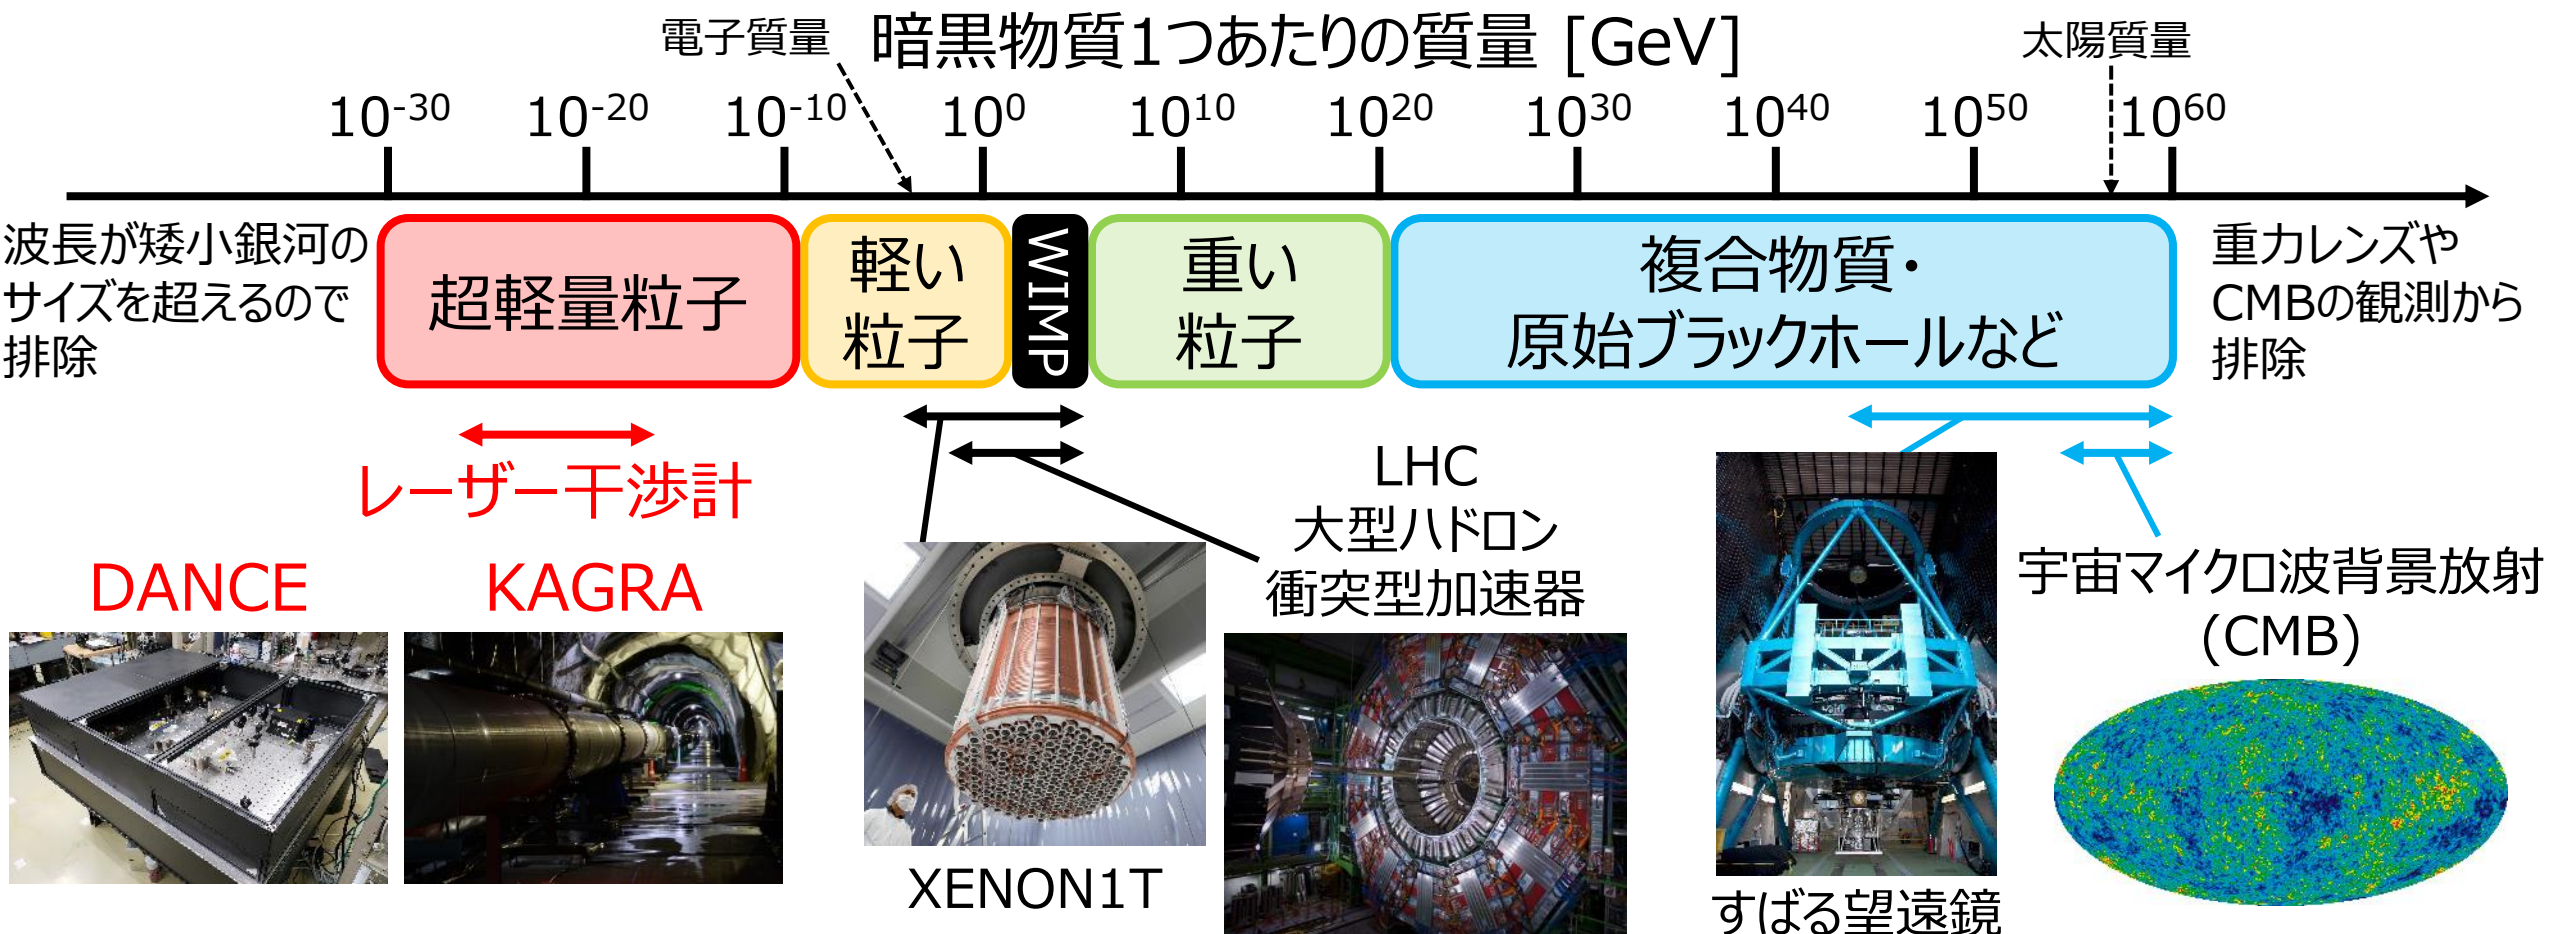 電子質量
暗黒物質1つあたりの質量 [GeV]
太陽質量
10⁻³⁰ 10⁻²⁰ 10⁻¹⁰ 10⁰ 10¹⁰ 10²⁰ 10³⁰ 10⁴⁰ 10⁵⁰ 10⁶⁰
波長が矮小銀河の
サイズを超えるので
排除
超軽量粒子
軽い
粒子
WIMP
重い
粒子
複合物質・
原始ブラックホールなど
重力レンズや
CMBの観測から
排除
レーザー干渉計
DANCE
KAGRA
XENON1T
LHC
大型ハドロン
衝突型加速器
すばる望遠鏡
宇宙マイクロ波背景放射
(CMB)